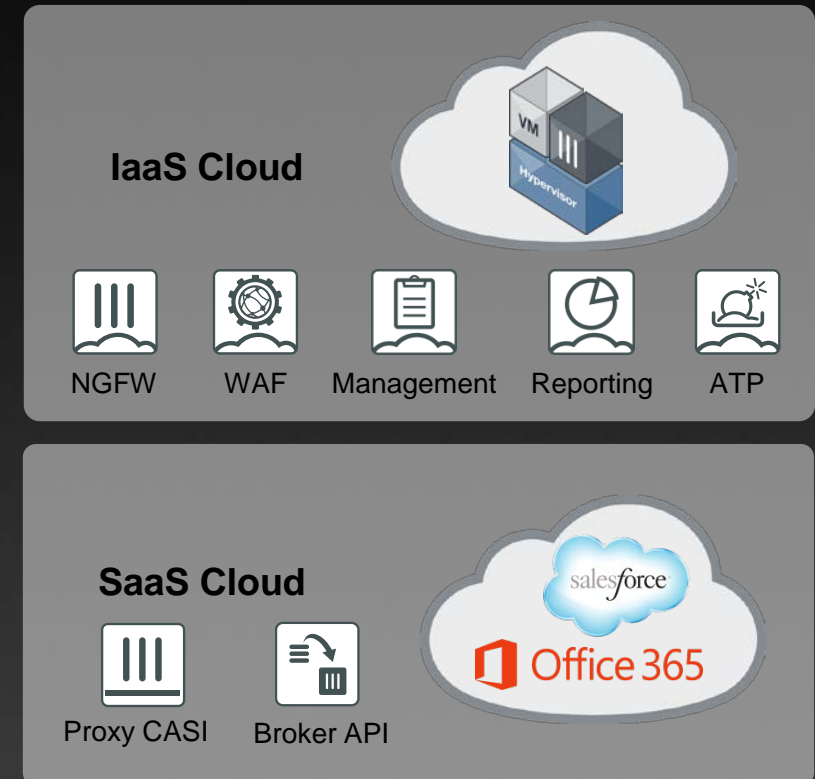 IaaS Cloud
VM
Hypervisor
NGFW
WAF
Management
Reporting
ATP
SaaS Cloud
salesforce
Office 365
Proxy CASI
Broker API